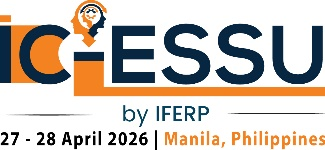 iC-ESSU
by IFERP
27 - 28 April 2026 | Manila, Philippines